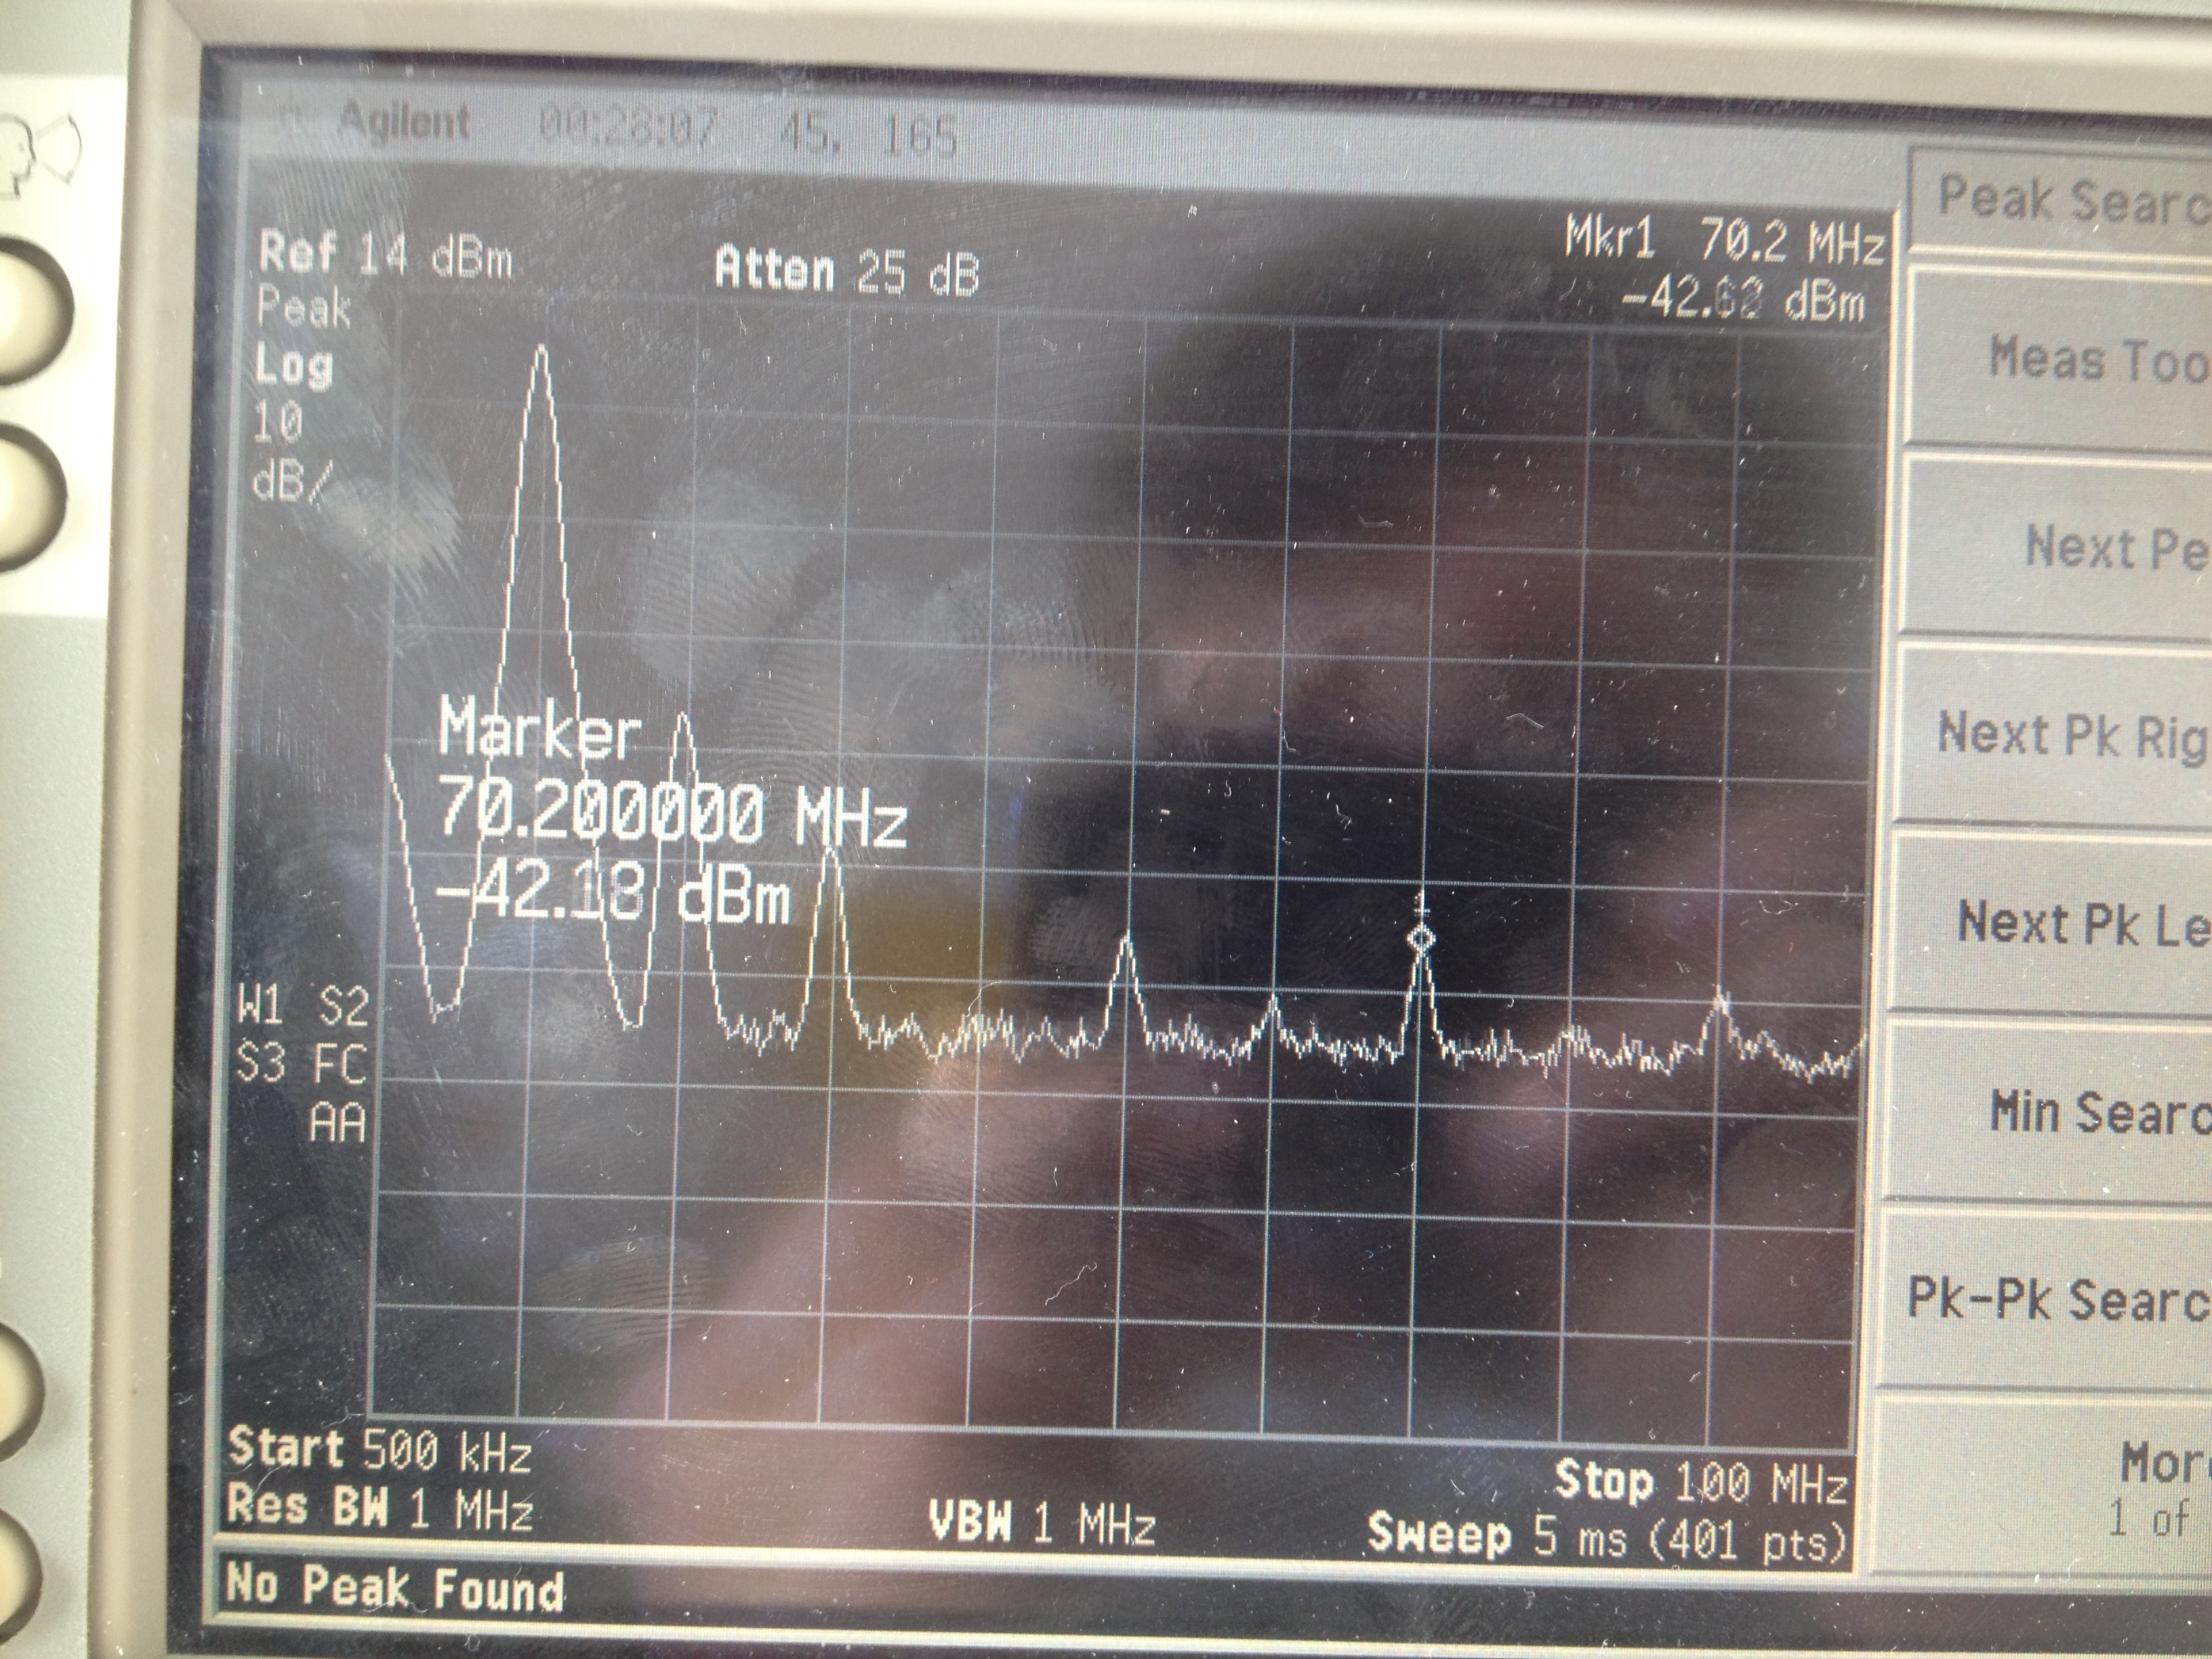 Agilent 00:28:07 45, 165
Ref 14 dBm Atten 25 dB
Mkr1 70.2 MHz
-42.62 dBm
Peak
Log
10
dB/
Marker
70.200000 MHz
-42.18 dBm
W1 S2
S3 FC
AA
Start 500 kHz
Stop 100 MHz
Res BW 1 MHz
VBW 1 MHz
Sweep 5 ms (401 pts)
No Peak Found
Peak Searc
Meas Too
Next Pe
Next Pk Rig
Next Pk Le
Min Searc
Pk-Pk Searc
More
1 of